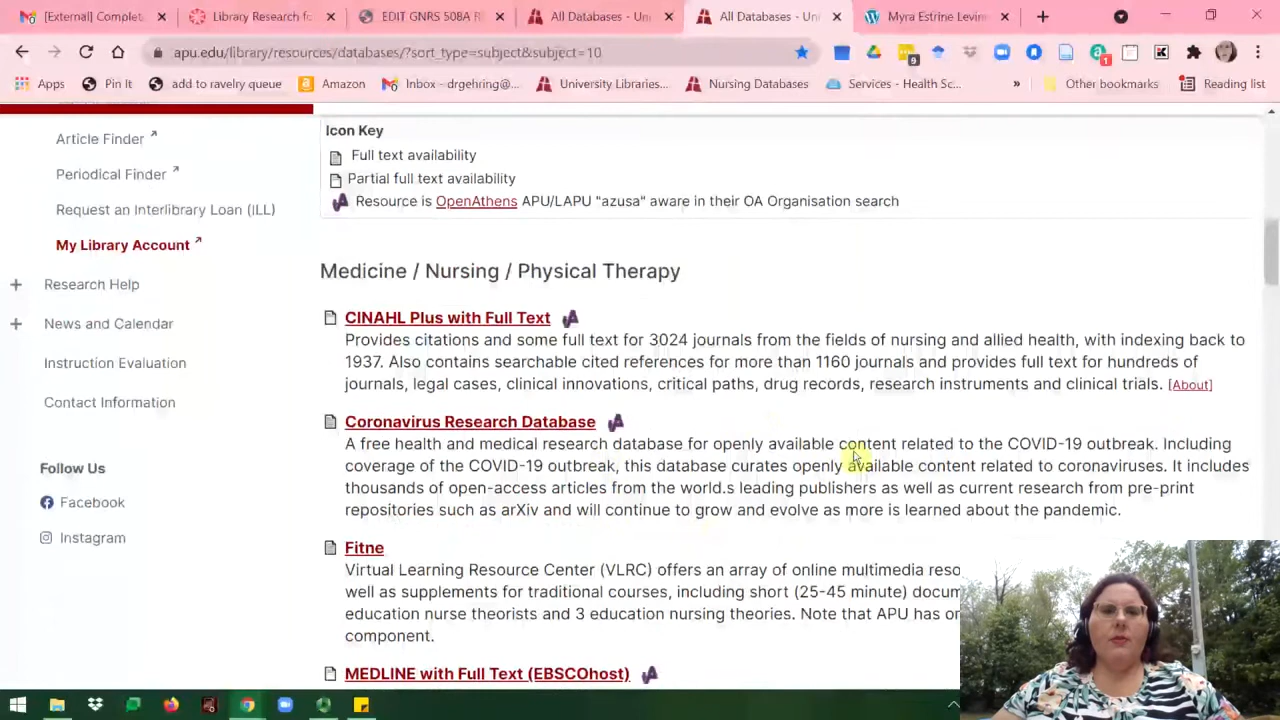 [External] Complet
Library Research fo
EDIT GNRS 508A R
All Databases - Uni
All Databases - Uni
Myra Estrine Levin
apu.edu/library/resources/databases/?sort_type=subject&subject=10
9
1
Apps
Pin It
add to ravelry queue
Amazon
Inbox - drgehring@...
University Libraries...
Nursing Databases
Services - Health Sc...
»
Other bookmarks
Reading list
Article Finder
Periodical Finder
Request an Interlibrary Loan (ILL)
My Library Account
Research Help
News and Calendar
Instruction Evaluation
Contact Information
Follow Us
Facebook
Instagram
Icon Key
Full text availability
Partial full text availability
Resource is OpenAthens APU/LAPU "azusa" aware in their OA Organisation search
Medicine / Nursing / Physical Therapy
CINAHL Plus with Full Text
Provides citations and some full text for 3024 journals from the fields of nursing and allied health, with indexing back to
1937. Also contains searchable cited references for more than 1160 journals and provides full text for hundreds of
journals, legal cases, clinical innovations, critical paths, drug records, research instruments and clinical trials. [About]
Coronavirus Research Database
A free health and medical research database for openly available content related to the COVID-19 outbreak. Including
coverage of the COVID-19 outbreak, this database curates openly available content related to coronaviruses. It includes
thousands of open-access articles from the world.s leading publishers as well as current research from pre-print
repositories such as arXiv and will continue to grow and evolve as more is learned about the pandemic.
Fitne
Virtual Learning Resource Center (VLRC) offers an array of online multimedia reso
well as supplements for traditional courses, including short (25-45 minute) docum
education nurse theorists and 3 education nursing theories. Note that APU has on
component.
MEDLINE with Full Text (EBSCOhost)